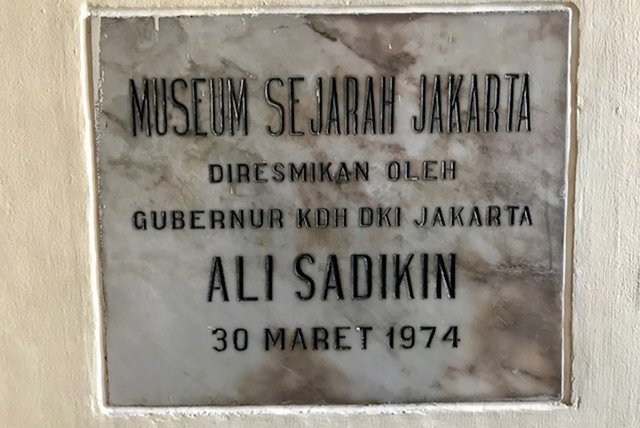 MUSEUM SEJARAH JAKARTA
DIRESMIKAN OLEH
GUBERNUR KDH DKI JAKARTA
ALI SADIKIN
30 MARET 1974